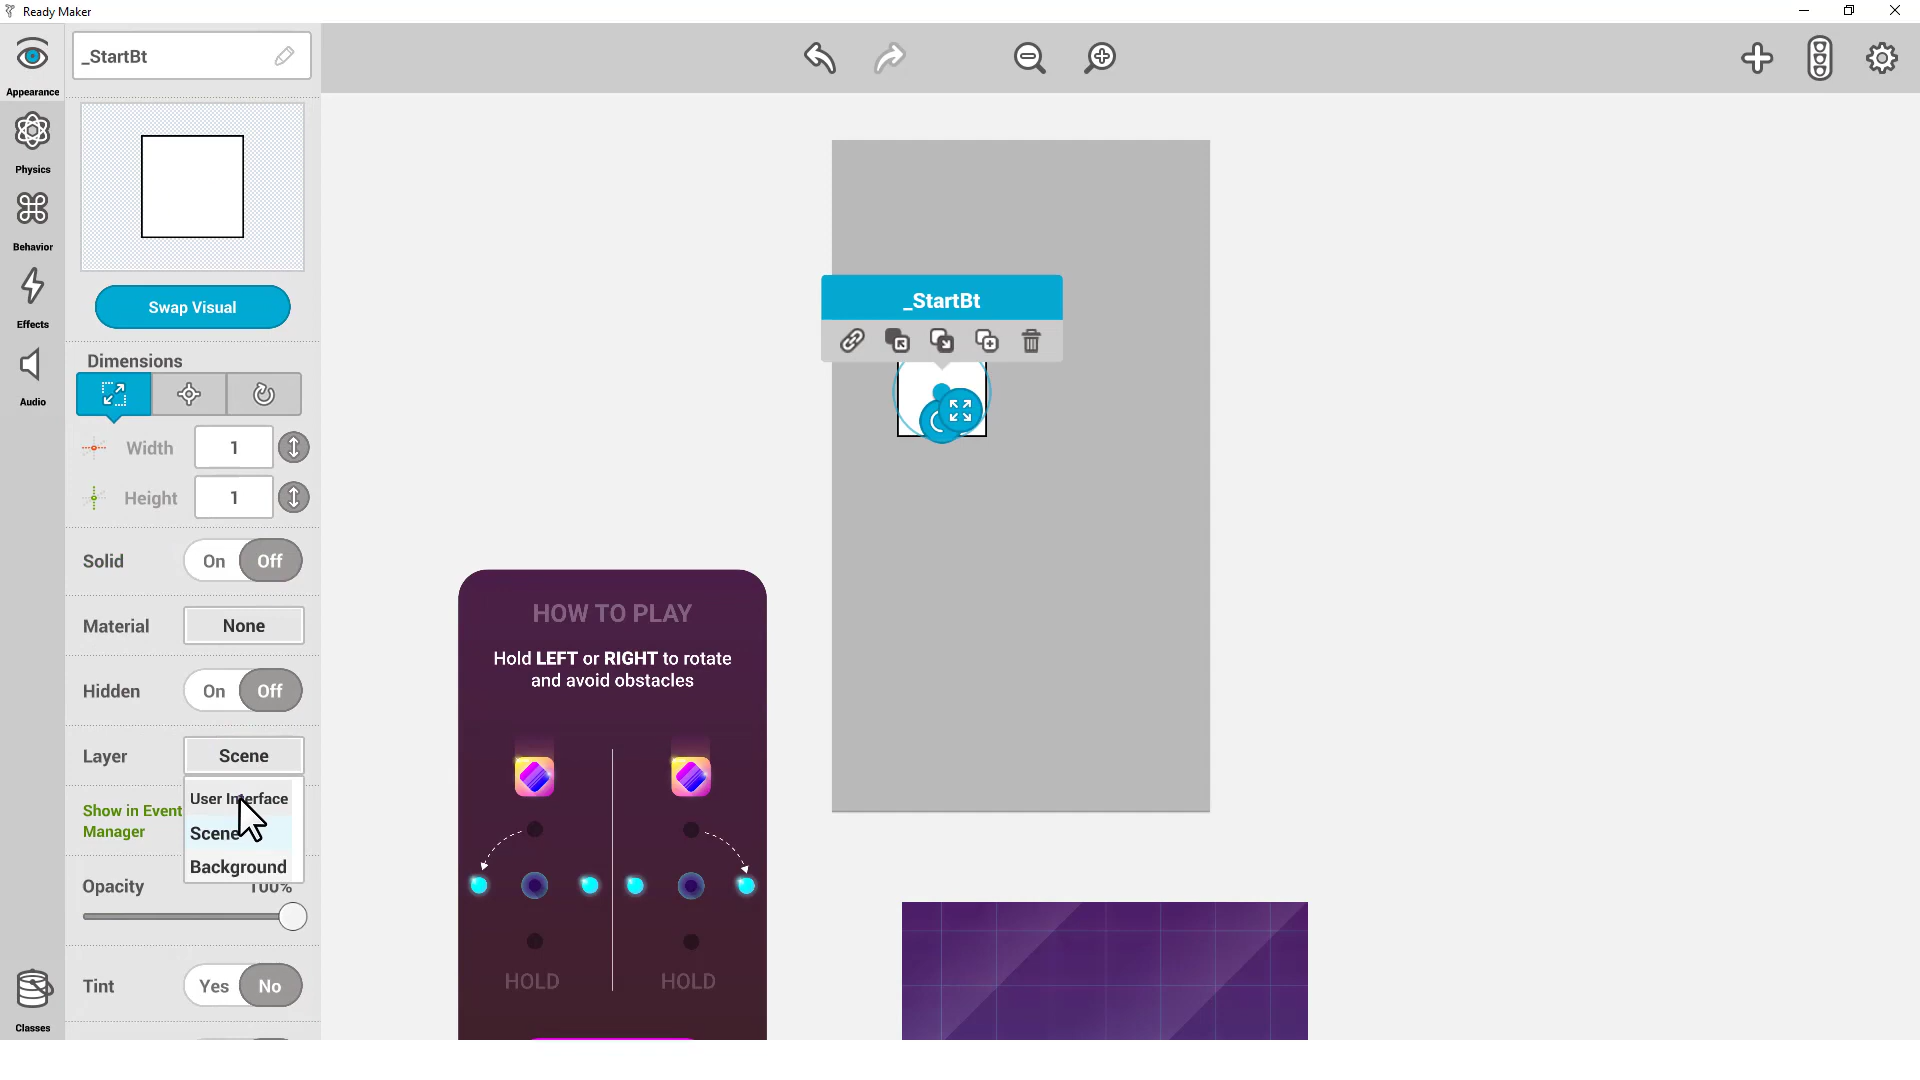 Ready Maker
_StartBt
Appearance
Physics
Behavior
Effects
Audio
Classes
Swap Visual
Dimensions
Width 1
Height 1
Solid On Off
Material None
Hidden On Off
Layer Scene
User Interface
Scene
Background
Show in Event
Manager
Opacity 100%
Tint Yes No
_StartBt
HOW TO PLAY
Hold LEFT or RIGHT to rotate
and avoid obstacles
HOLD HOLD